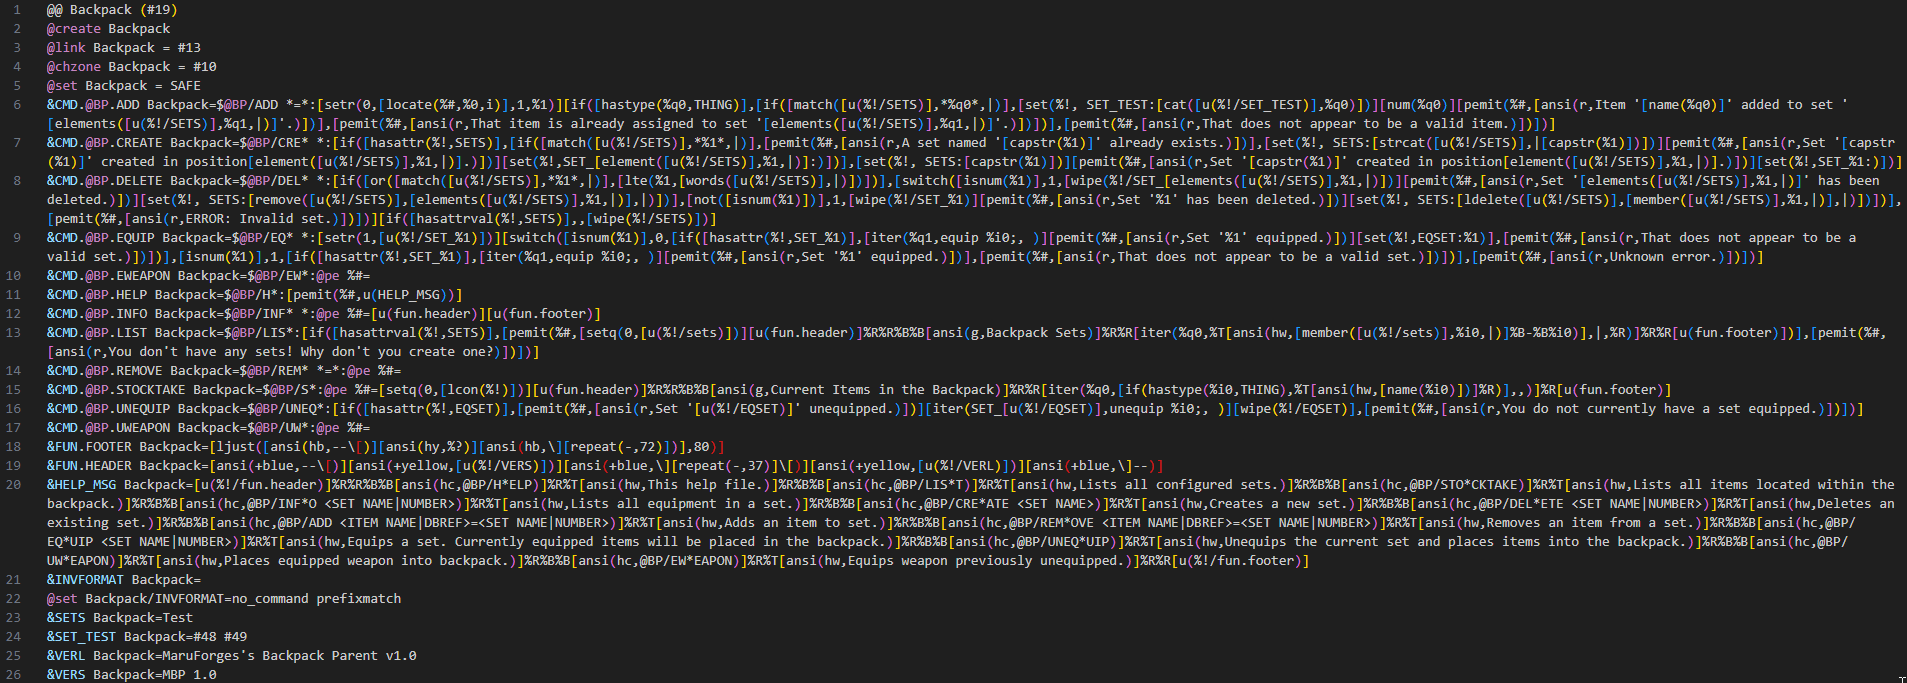 1 @@ Backpack (#19)
2 @create Backpack
3 @link Backpack = #13
4 @chzone Backpack = #10
5 @set Backpack = SAFE
6 &CMD.@BP.ADD Backpack=$@BP/ADD *=*:[setr(0,[locate(%#,%0,i)],1,%1)][if([hastype(%q0,THING)],[if([match([u(%!/SETS)],*%q0*,|)],[set(%!, SET_TEST:[cat([u(%!/SET_TEST)],%q0)])][num(%q0)][pemit(%#,[ansi(r,Item '[name(%q0)]' added to set '
[elements([u(%!/SETS)],%q1,|)]'.)])],[pemit(%#,[ansi(r,That item is already assigned to set '[elements([u(%!/SETS)],%q1,|)]'.)])])],[pemit(%#,[ansi(r,That does not appear to be a valid item.)])])]
7 &CMD.@BP.CREATE Backpack=$@BP/CRE* *:[if([hasattr(%!,SETS)],[if([match([u(%!/SETS)],*%1*,|)],[pemit(%#,[ansi(r,A set named '[capstr(%1)]' already exists.)])],[set(%!, SETS:[strcat([u(%!/SETS)],|[capstr(%1)])])][pemit(%#,[ansi(r,Set '[capstr
(%1)]' created in position[element([u(%!/SETS)],%1,|)].)])][set(%!,SET_[element([u(%!/SETS)],%1,|)]:)])],[set(%!, SETS:[capstr(%1)])][pemit(%#,[ansi(r,Set '[capstr(%1)]' created in position[element([u(%!/SETS)],%1,|)].)])][set(%!,SET_%1:)])]
8 &CMD.@BP.DELETE Backpack=$@BP/DEL* *:[if([or([match([u(%!/SETS)],*%1*,|)],[lte(%1,[words([u(%!/SETS)],|)])])],[switch([isnum(%1)],1,[wipe(%!/SET_[elements([u(%!/SETS)],%1,|)])][pemit(%#,[ansi(r,Set '[elements([u(%!/SETS)],%1,|)]' has been
deleted.)])][set(%!, SETS:[remove([u(%!/SETS)],[elements([u(%!/SETS)],%1,|)],|)])],[not([isnum(%1)])],1,[wipe(%!/SET_%1)][pemit(%#,[ansi(r,Set '%1' has been deleted.)])][set(%!, SETS:[ldelete([u(%!/SETS)],[member([u(%!/SETS)],%1,|)],|)])])],
[pemit(%#,[ansi(r,ERROR: Invalid set.)])])][if([hasattrval(%!,SETS)],,[wipe(%!/SETS)])]
9 &CMD.@BP.EQUIP Backpack=$@BP/EQ* *:[setr(1,[u(%!/SET_%1)])][switch([isnum(%1)],0,[if([hasattr(%!,SET_%1)],[iter(%q1,equip %i0;, )][pemit(%#,[ansi(r,Set '%1' equipped.)])][set(%!,EQSET:%1)],[pemit(%#,[ansi(r,That does not appear to be a
valid set.)])])],[isnum(%1)],1,[if([hasattr(%!,SET_%1)],[iter(%q1,equip %i0;, )][pemit(%#,[ansi(r,Set '%1' equipped.)])],[pemit(%#,[ansi(r,That does not appear to be a valid set.)])])],[pemit(%#,[ansi(r,Unknown error.)])])]
10 &CMD.@BP.EWEAPON Backpack=$@BP/EW*:@pe %#=
11 &CMD.@BP.HELP Backpack=$@BP/H*:[pemit(%#,u(HELP_MSG))]
12 &CMD.@BP.INFO Backpack=$@BP/INF* *:@pe %#=[u(fun.header)][u(fun.footer)]
13 &CMD.@BP.LIST Backpack=$@BP/LIS*:[if([hasattrval(%!,SETS)],[pemit(%#,[setq(0,[u(%!/sets)])][u(fun.header)]%R%R%B%B[ansi(g,Backpack Sets)]%R%R[iter(%q0,%T[ansi(hw,[member([u(%!/sets)],%i0,|)]%B-%B%i0)],|,%R)]%R%R[u(fun.footer)])],[pemit(%#,
[ansi(r,You don't have any sets! Why don't you create one?)])])]
14 &CMD.@BP.REMOVE Backpack=$@BP/REM* *=*:@pe %#=
15 &CMD.@BP.STOCKTAKE Backpack=$@BP/S*:@pe %#=[setq(0,[lcon(%!)])][u(fun.header)]%R%R%B%B[ansi(g,Current Items in the Backpack)]%R%R[iter(%q0,[if(hastype(%i0,THING),%T[ansi(hw,[name(%i0)])]%R)],,)]%R[u(fun.footer)]
16 &CMD.@BP.UNEQUIP Backpack=$@BP/UNEQ*:[if([hasattr(%!,EQSET)],[pemit(%#,[ansi(r,Set '[u(%!/EQSET)]' unequipped.)])][iter(SET_[u(%!/EQSET)],unequip %i0;, )][wipe(%!/EQSET)],[pemit(%#,[ansi(r,You do not currently have a set equipped.)])])]
17 &CMD.@BP.UWEAPON Backpack=$@BP/UW*:@pe %#=
18 &FUN.FOOTER Backpack=[ljust([ansi(hb,--\[)][ansi(hy,%?)][ansi(hb,\][repeat(-,72)])],80)]
19 &FUN.HEADER Backpack=[ansi(+blue,--\[)][ansi(+yellow,[u(%!/VERS)])][ansi(+blue,\][repeat(-,37)]\[)][ansi(+yellow,[u(%!/VERL)])][ansi(+blue,\]--)]
20 &HELP_MSG Backpack=[u(%!/fun.header)]%R%R%B%B[ansi(hc,@BP/H*ELP)]%R%T[ansi(hw,This help file.)]%R%B%B[ansi(hc,@BP/LIS*T)]%R%T[ansi(hw,Lists all configured sets.)]%R%B%B[ansi(hc,@BP/STO*CKTAKE)]%R%T[ansi(hw,Lists all items located within the
backpack.)]%R%B%B[ansi(hc,@BP/INF*O <SET NAME|NUMBER>)]%R%T[ansi(hw,Lists all equipment in a set.)]%R%B%B[ansi(hc,@BP/CRE*ATE <SET NAME>)]%R%T[ansi(hw,Creates a new set.)]%R%B%B[ansi(hc,@BP/DEL*ETE <SET NAME|NUMBER>)]%R%T[ansi(hw,Deletes an
existing set.)]%R%B%B[ansi(hc,@BP/ADD <ITEM NAME|DBREF>=<SET NAME|NUMBER>)]%R%T[ansi(hw,Adds an item to set.)]%R%B%B[ansi(hc,@BP/REM*OVE <ITEM NAME|DBREF>=<SET NAME|NUMBER>)]%R%T[ansi(hw,Removes an item from a set.)]%R%B%B[ansi(hc,@BP/
EQ*UIP <SET NAME|NUMBER>)]%R%T[ansi(hw,Equips a set. Currently equipped items will be placed in the backpack.)]%R%B%B[ansi(hc,@BP/UNEQ*UIP)]%R%T[ansi(hw,Unequips the current set and places items into the backpack.)]%R%B%B[ansi(hc,@BP/
UW*EAPON)]%R%T[ansi(hw,Places equipped weapon into backpack.)]%R%B%B[ansi(hc,@BP/EW*EAPON)]%R%T[ansi(hw,Equips weapon previously unequipped.)]%R%R[u(%!/fun.footer)]
21 &INVFORMAT Backpack=
22 @set Backpack/INVFORMAT=no_command prefixmatch
23 &SETS Backpack=Test
24 &SET_TEST Backpack=#48 #49
25 &VERL Backpack=MaruForges's Backpack Parent v1.0
26 &VERS Backpack=MBP 1.0